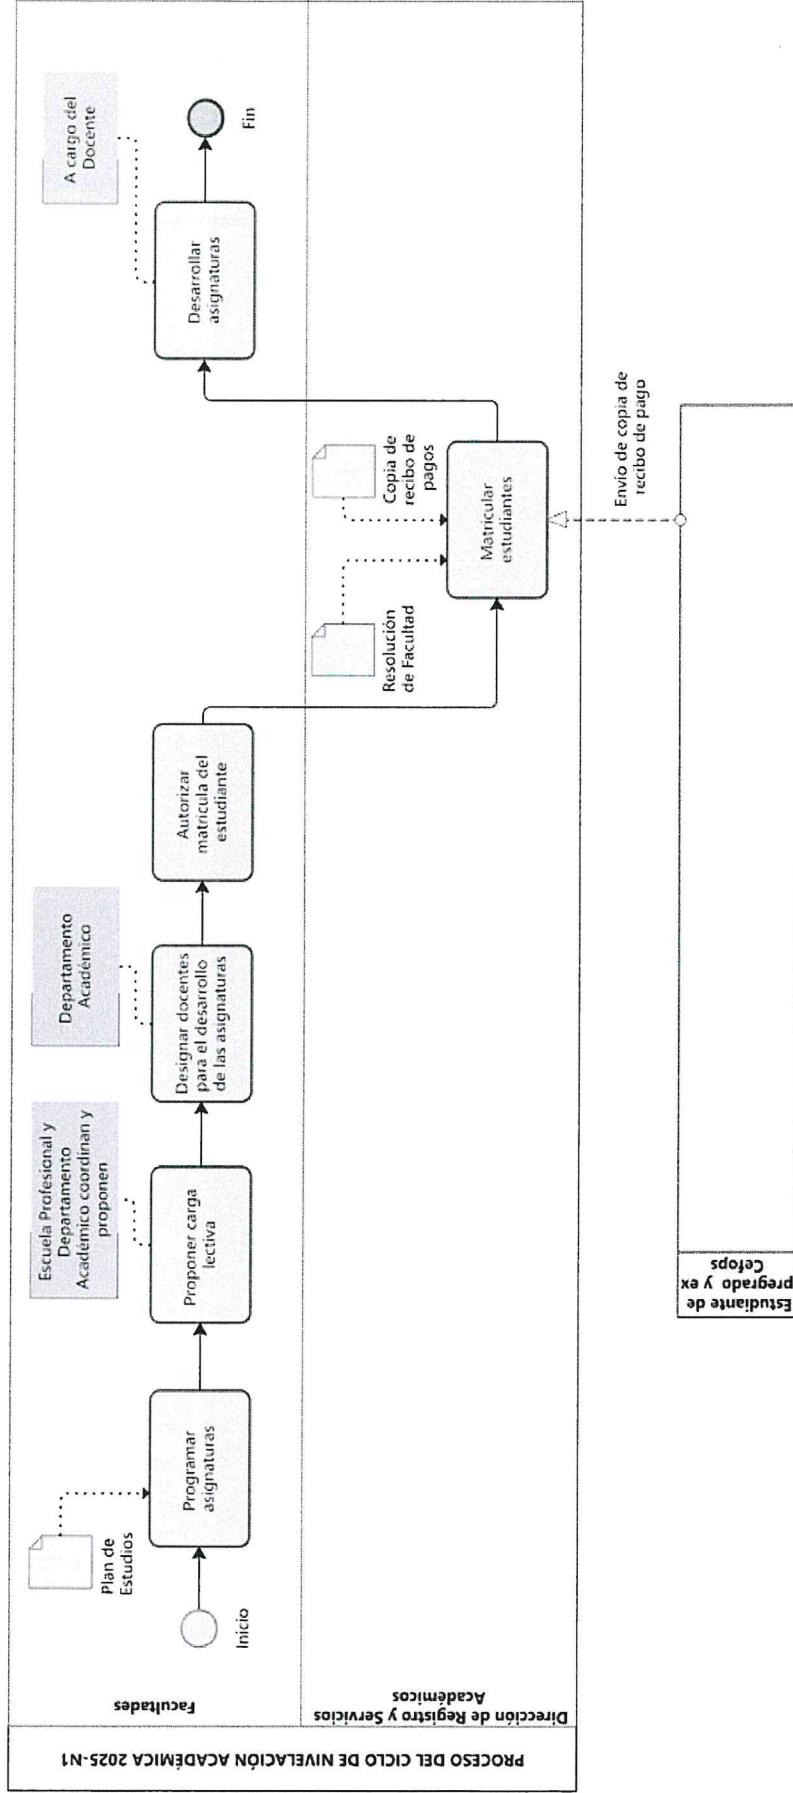 PROCESO DEL CICLO DE NIVELACIÓN ACADÉMICA 2025-N1
Facultades
Inicio
Plan de
Estudios
Programar
asignaturas
Escuela Profesional y
Departamento
Académico coordinan y
proponen
Proponer carga
lectiva
Departamento
Académico
Designar docentes
para el desarrollo
de las asignaturas
Autorizar
matricula del
estudiante
A cargo del
Docente
Desarrollar
asignaturas
Fin
Dirección de Registro y Servicios
Académicos
Resolución
de Facultad
Copia de
recibo de
pagos
Matricular
estudiantes
Envío de copia de
recibo de pago
Estudiante de
pregrado y ex
Cefops